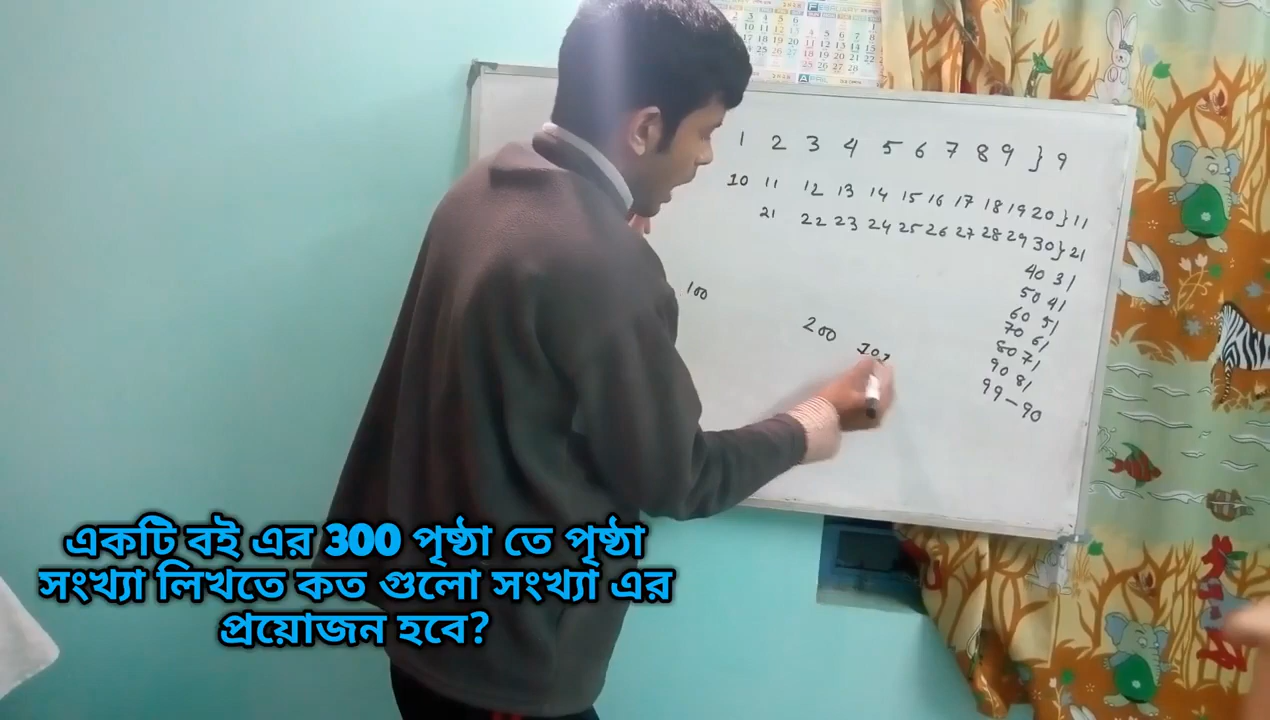 1 2 3 4 5 6 7 8 9 } 9
10 11 12 13 14 15 16 17 18 19 20 } 11
21 22 23 24 25 26 27 28 29 30 } 21
40 31
50 41
60 51
70 61
80 71
90 81
99 - 90
100
200
একটি বই এর 300 পৃষ্ঠা তে পৃষ্ঠা
সংখ্যা লিখতে কত গুলো সংখ্যা এর
প্রয়োজন হবে?